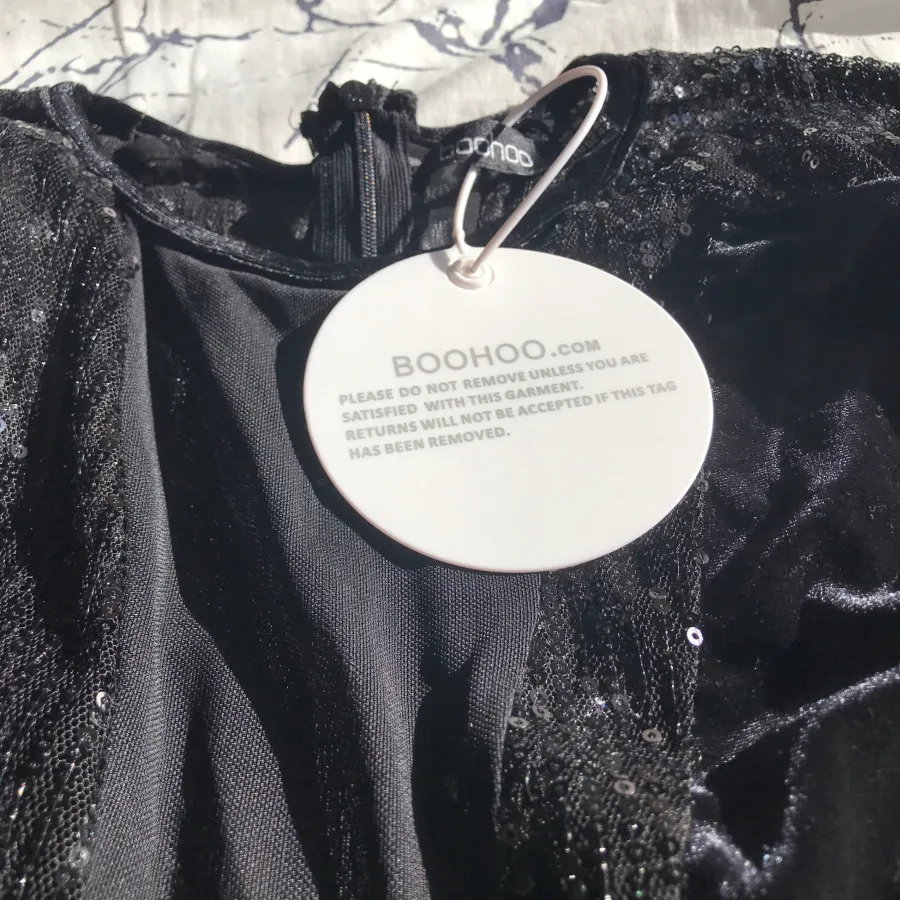 boohoo
BOOHOO.COM
PLEASE DO NOT REMOVE UNLESS YOU ARE
SATISFIED WITH THIS GARMENT.
RETURNS WILL NOT BE ACCEPTED IF THIS TAG
HAS BEEN REMOVED.